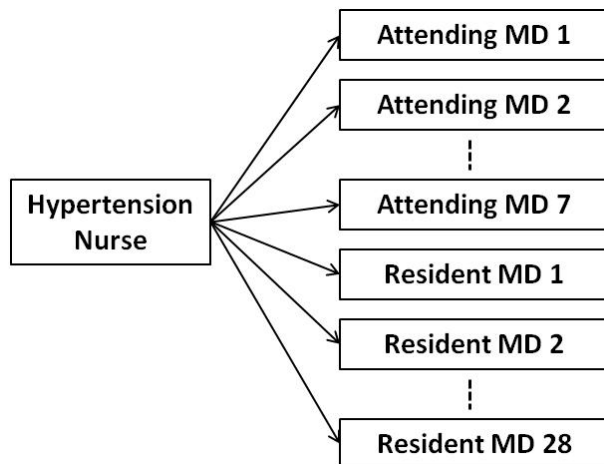 Attending MD 1
Attending MD 2
Attending MD 7
Hypertension
Nurse
Resident MD 1
Resident MD 2
Resident MD 28